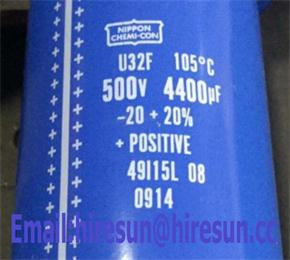 NIPPON
CHEMI-CON
U32F 105°C
500V 4400µF
-20 + 20%
+ POSITIVE
49I15L 08
0914
Email:hiresun@hiresun.cc